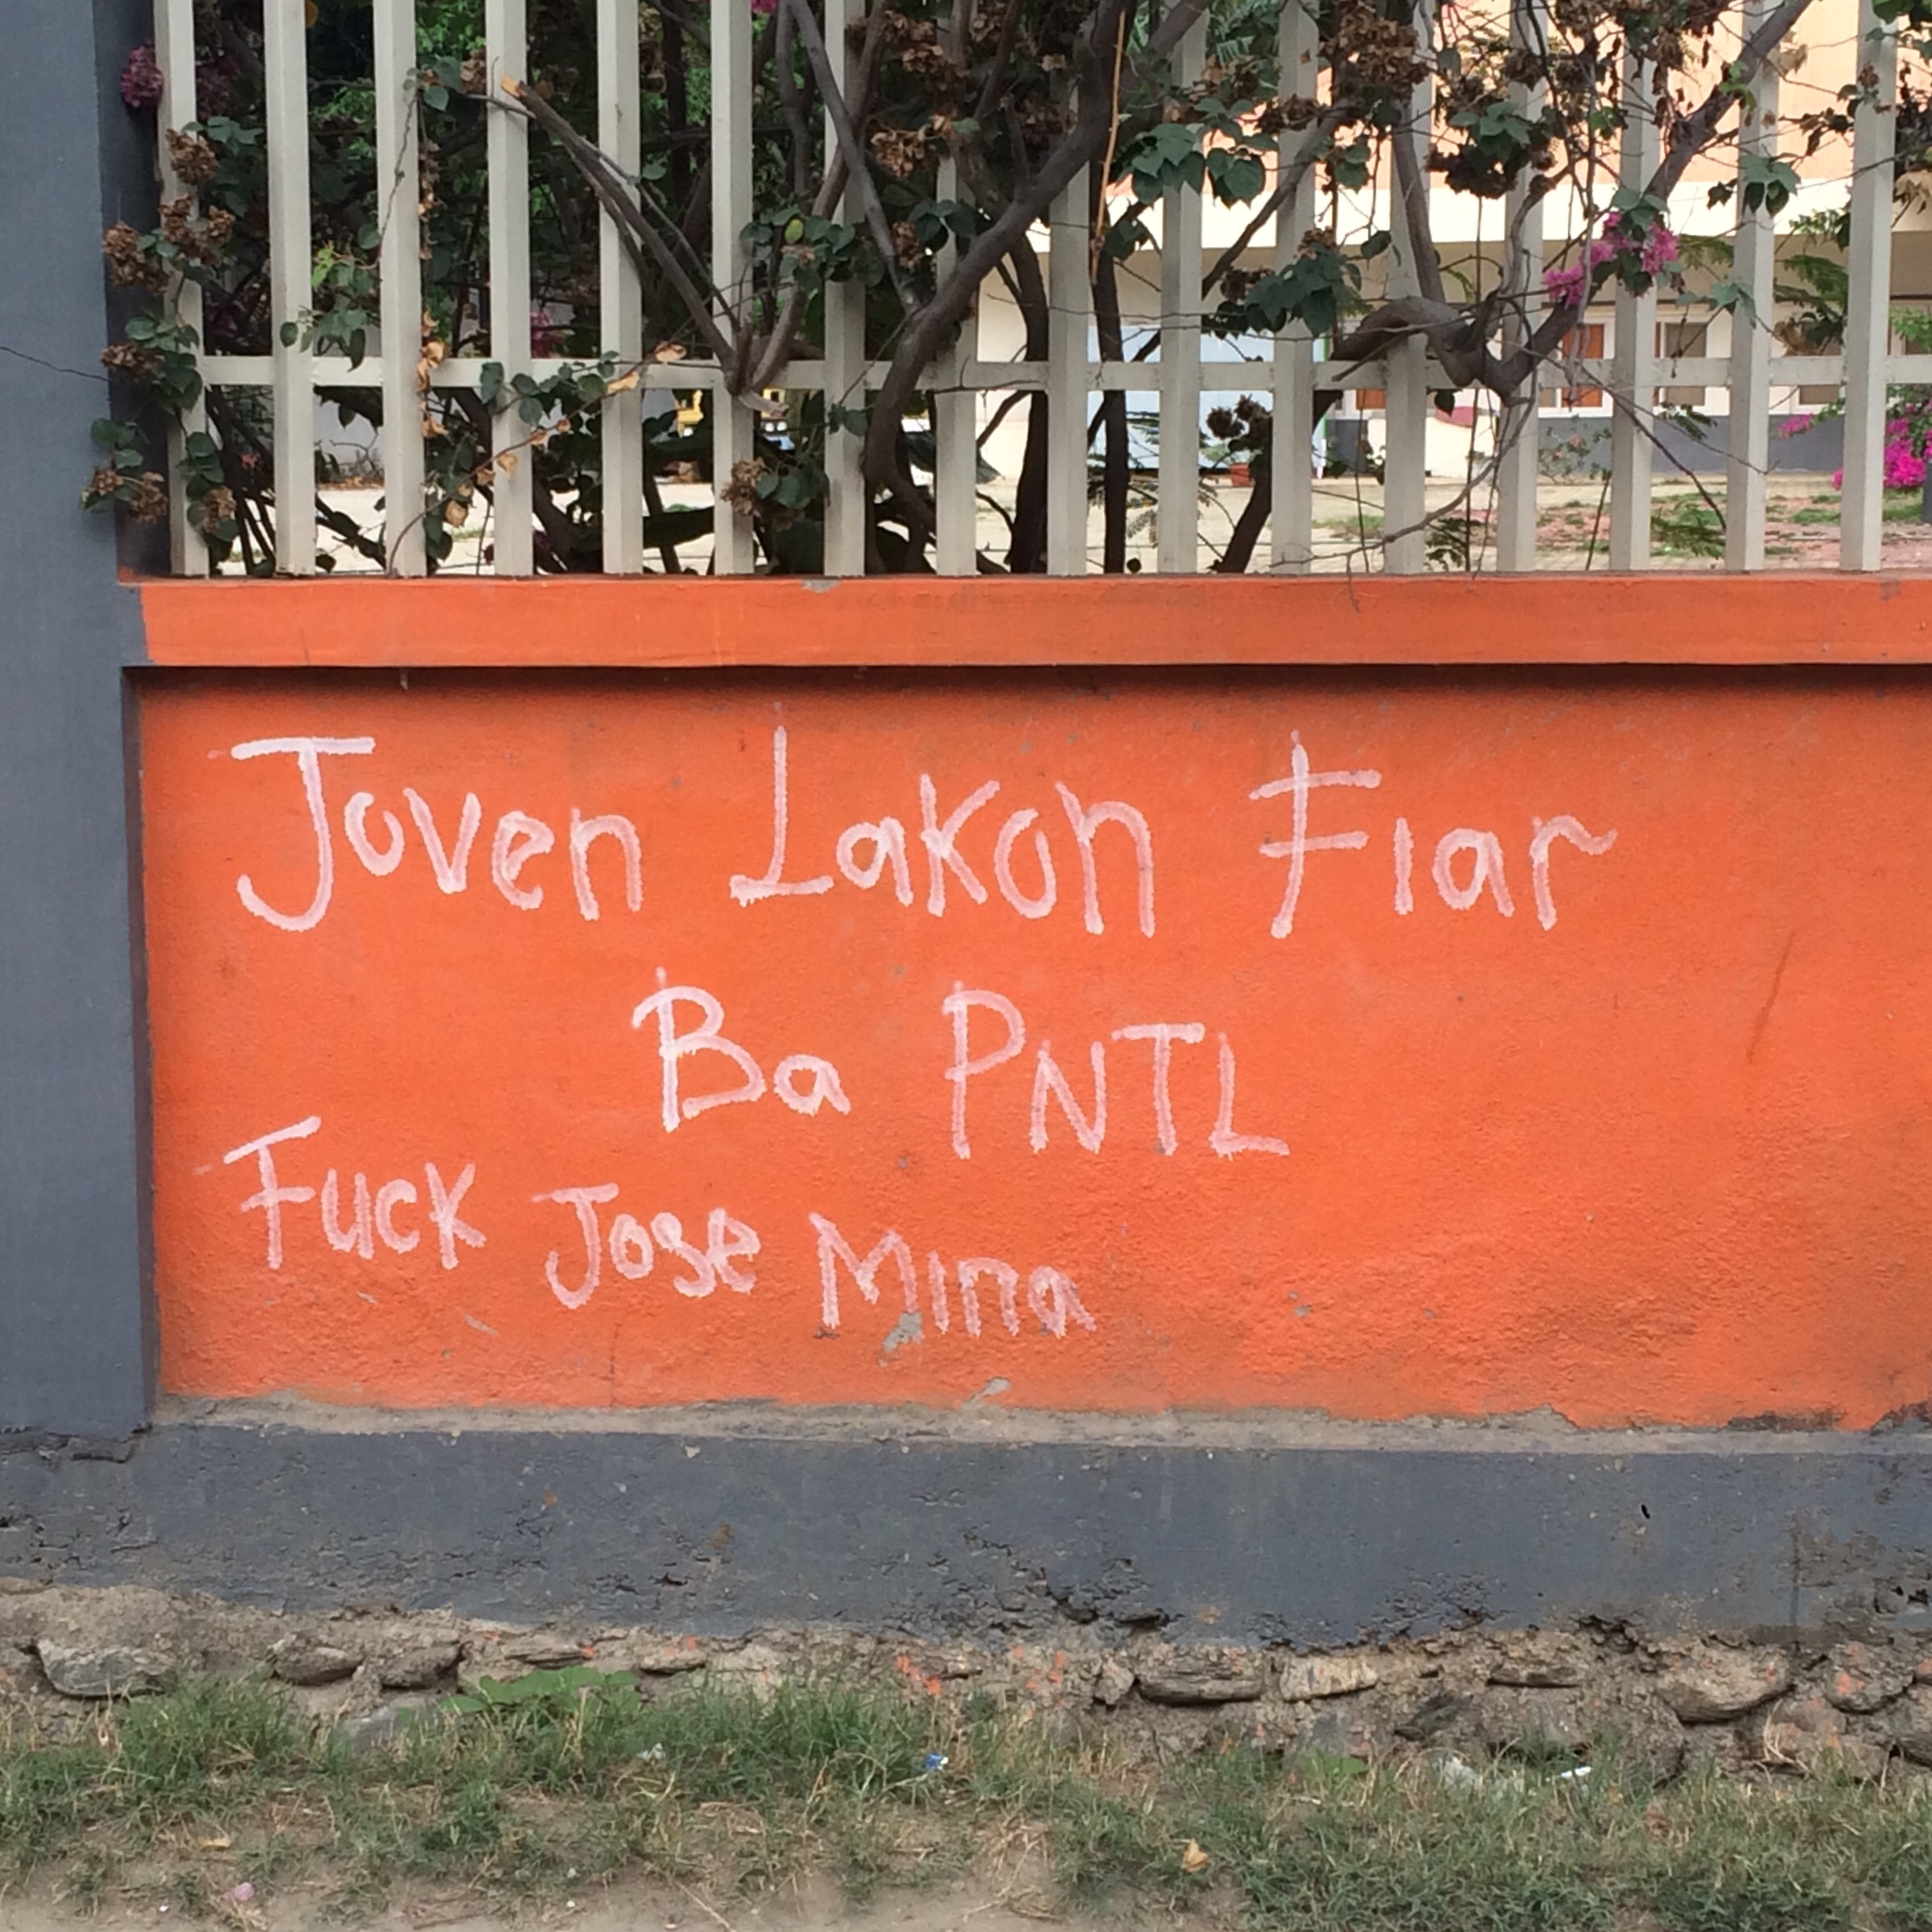 Joven Lakon Fiar
Ba PNTL
Fuck Jose Mina